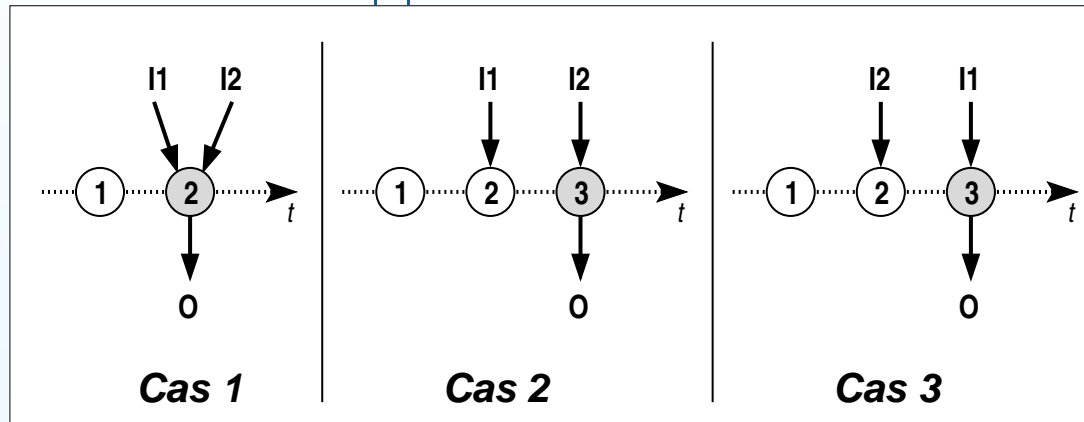 I1 I2 I1 I2 I2 I1
1 2 t 1 2 3 t 1 2 3 t
O O O
Cas 1 Cas 2 Cas 3